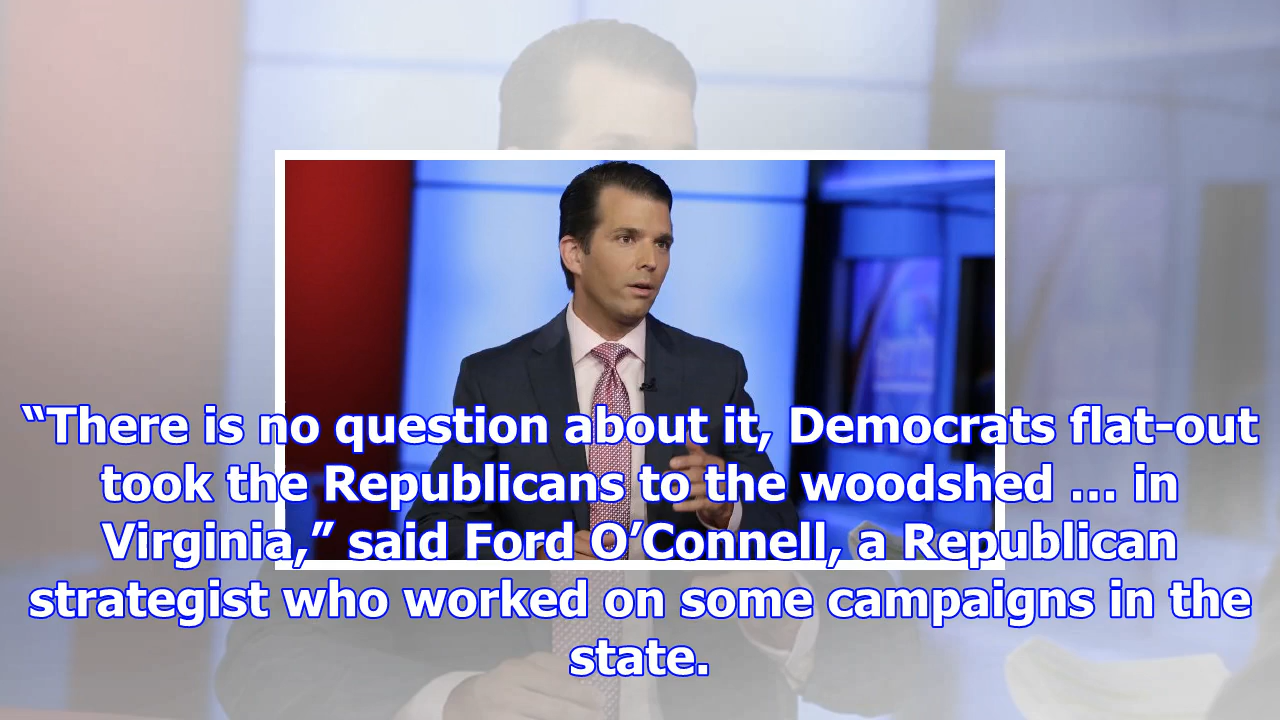 “There is no question about it, Democrats flat-out
took the Republicans to the woodshed ... in
Virginia,” said Ford O’Connell, a Republican
strategist who worked on some campaigns in the
state.